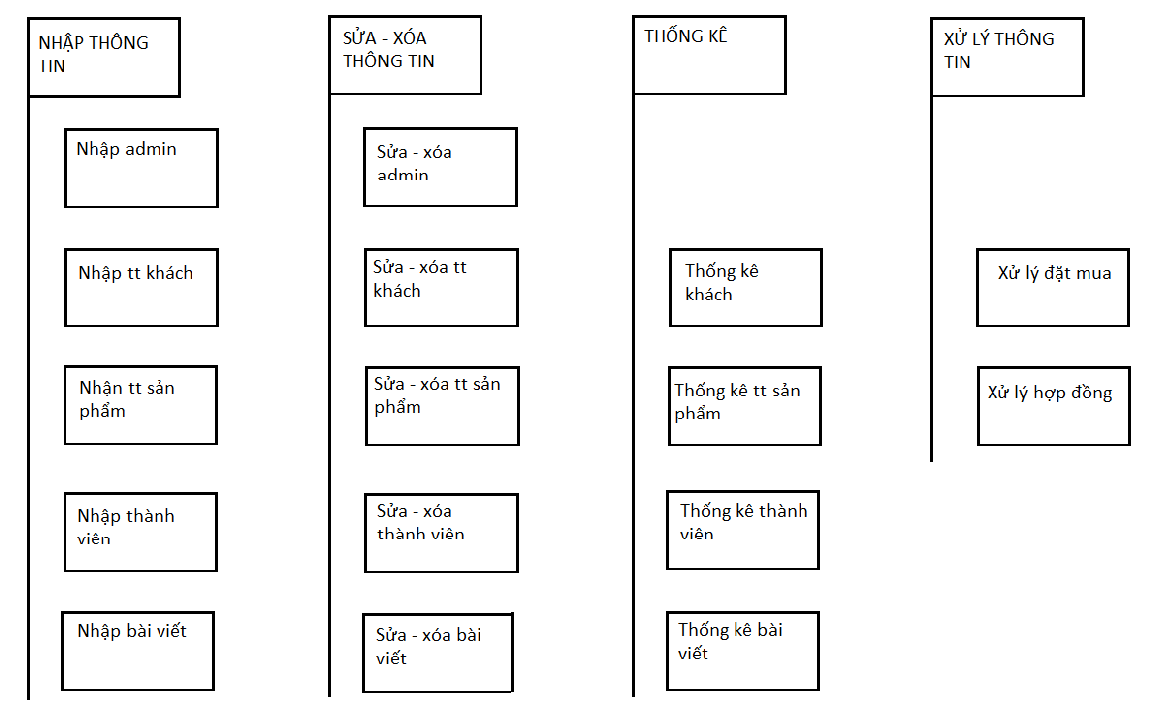 NHẬP THÔNG
TIN
Nhập admin
Nhập tt khách
Nhận tt sản
phẩm
Nhập thành
viên
Nhập bài viết
SỬA - XÓA
THÔNG TIN
Sửa - xóa
admin
Sửa - xóa tt
khách
Sửa - xóa tt sản
phẩm
Sửa - xóa
thành viên
Sửa - xóa bài
viết
THỐNG KÊ
Thống kê
khách
Thống kê tt sản
phẩm
Thống kê thành
viên
Thống kê bài
viết
XỬ LÝ THÔNG
TIN
Xử lý đặt mua
Xử lý hợp đồng